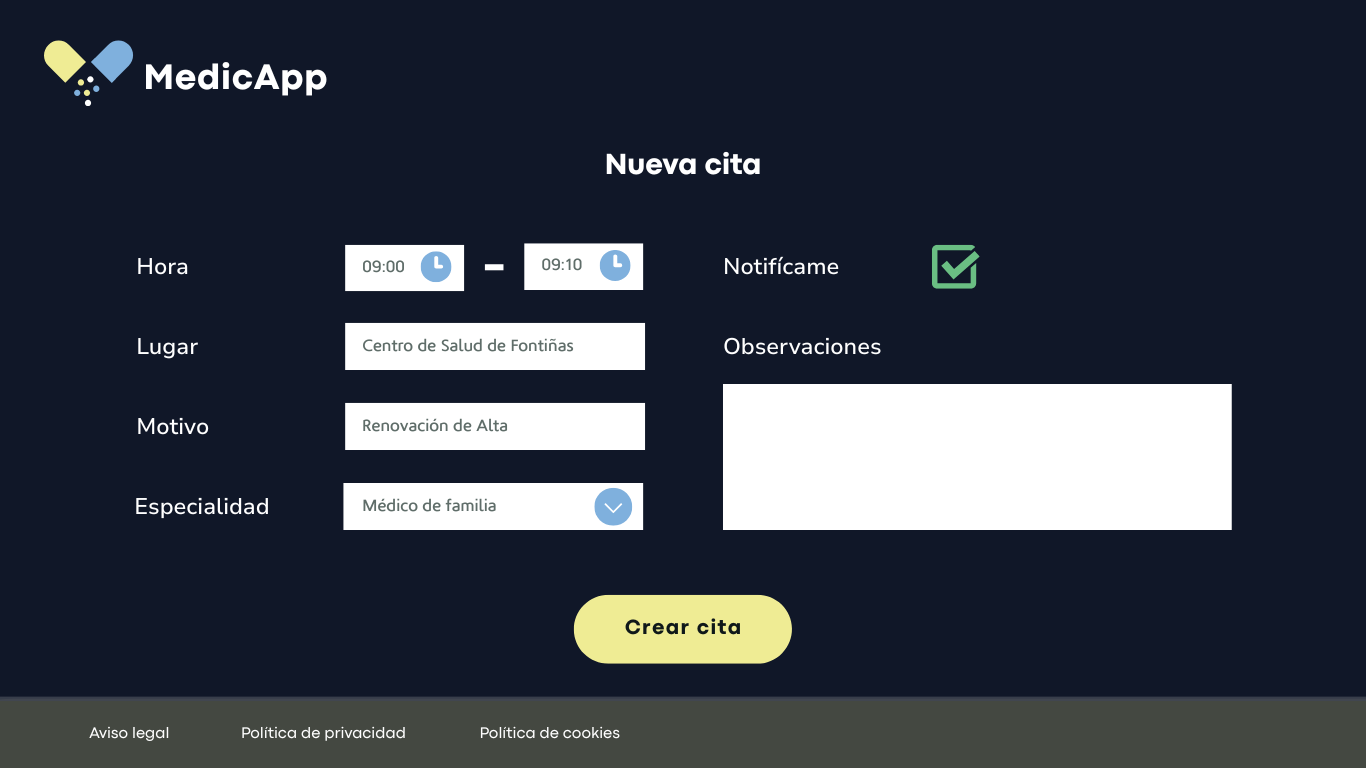 MedicApp
Nueva cita
Hora
09:00
09:10
Notifícame
Lugar
Centro de Salud de Fontiñas
Observaciones
Motivo
Renovación de Alta
Especialidad
Médico de familia
Crear cita
Aviso legal
Política de privacidad
Política de cookies